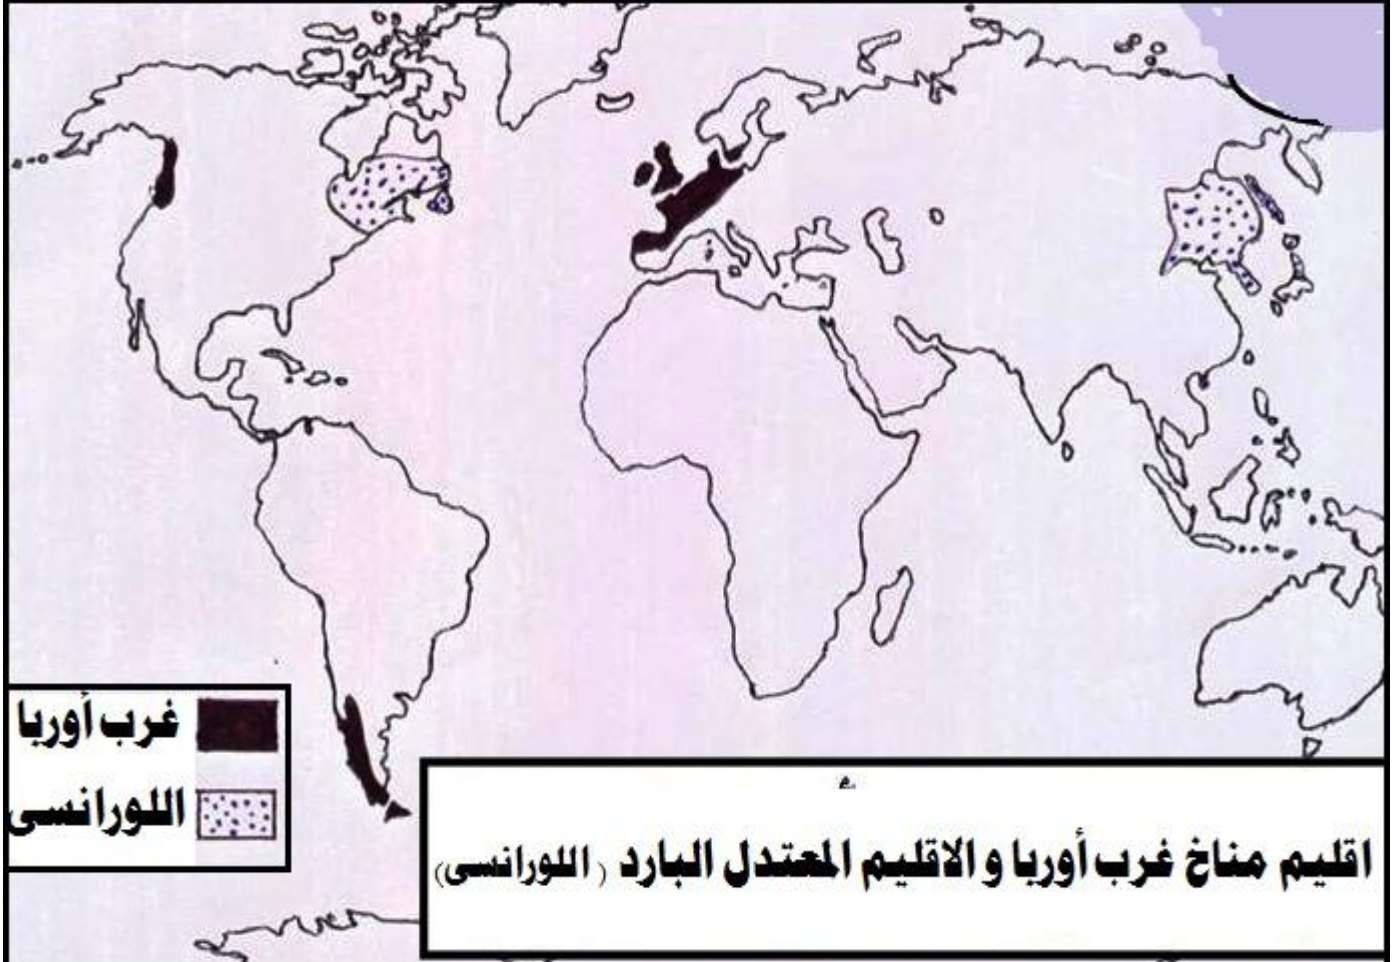 غرب أوربا
اللورانسى
اقليم مناخ غرب أوربا و الاقليم المعتدل البارد ( اللورانسى)